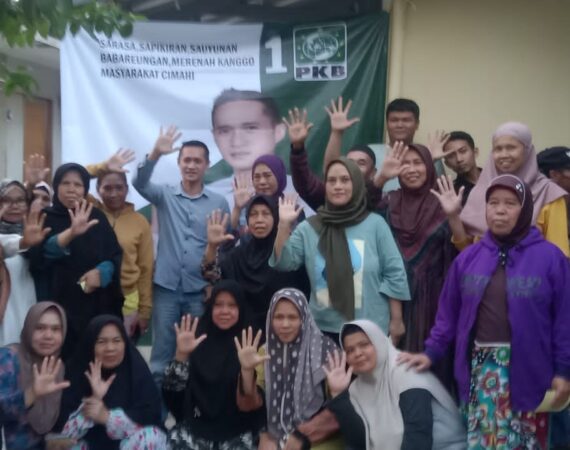 SARASA, SAPIKIRAN, SAUYUNAN
BABAREUNGAN, MERENAH KANGGO
MASYARAKAT CIMAHI
1
PKB